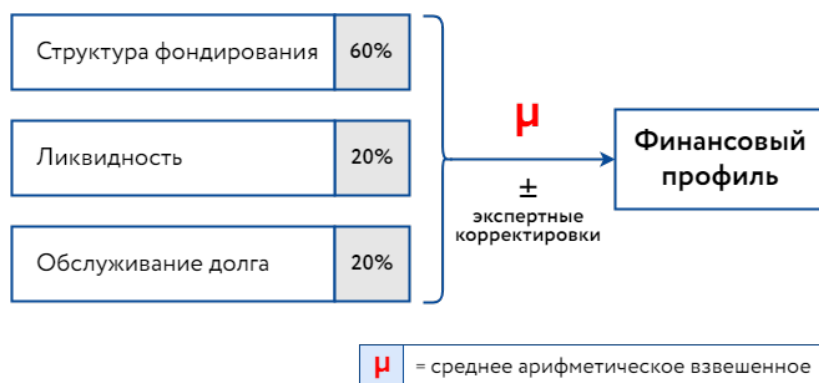 Структура фондирования 60%
Ликвидность 20%
Обслуживание долга 20%
μ
±
экспертные
корректировки
Финансовый
профиль
μ = среднее арифметическое взвешенное